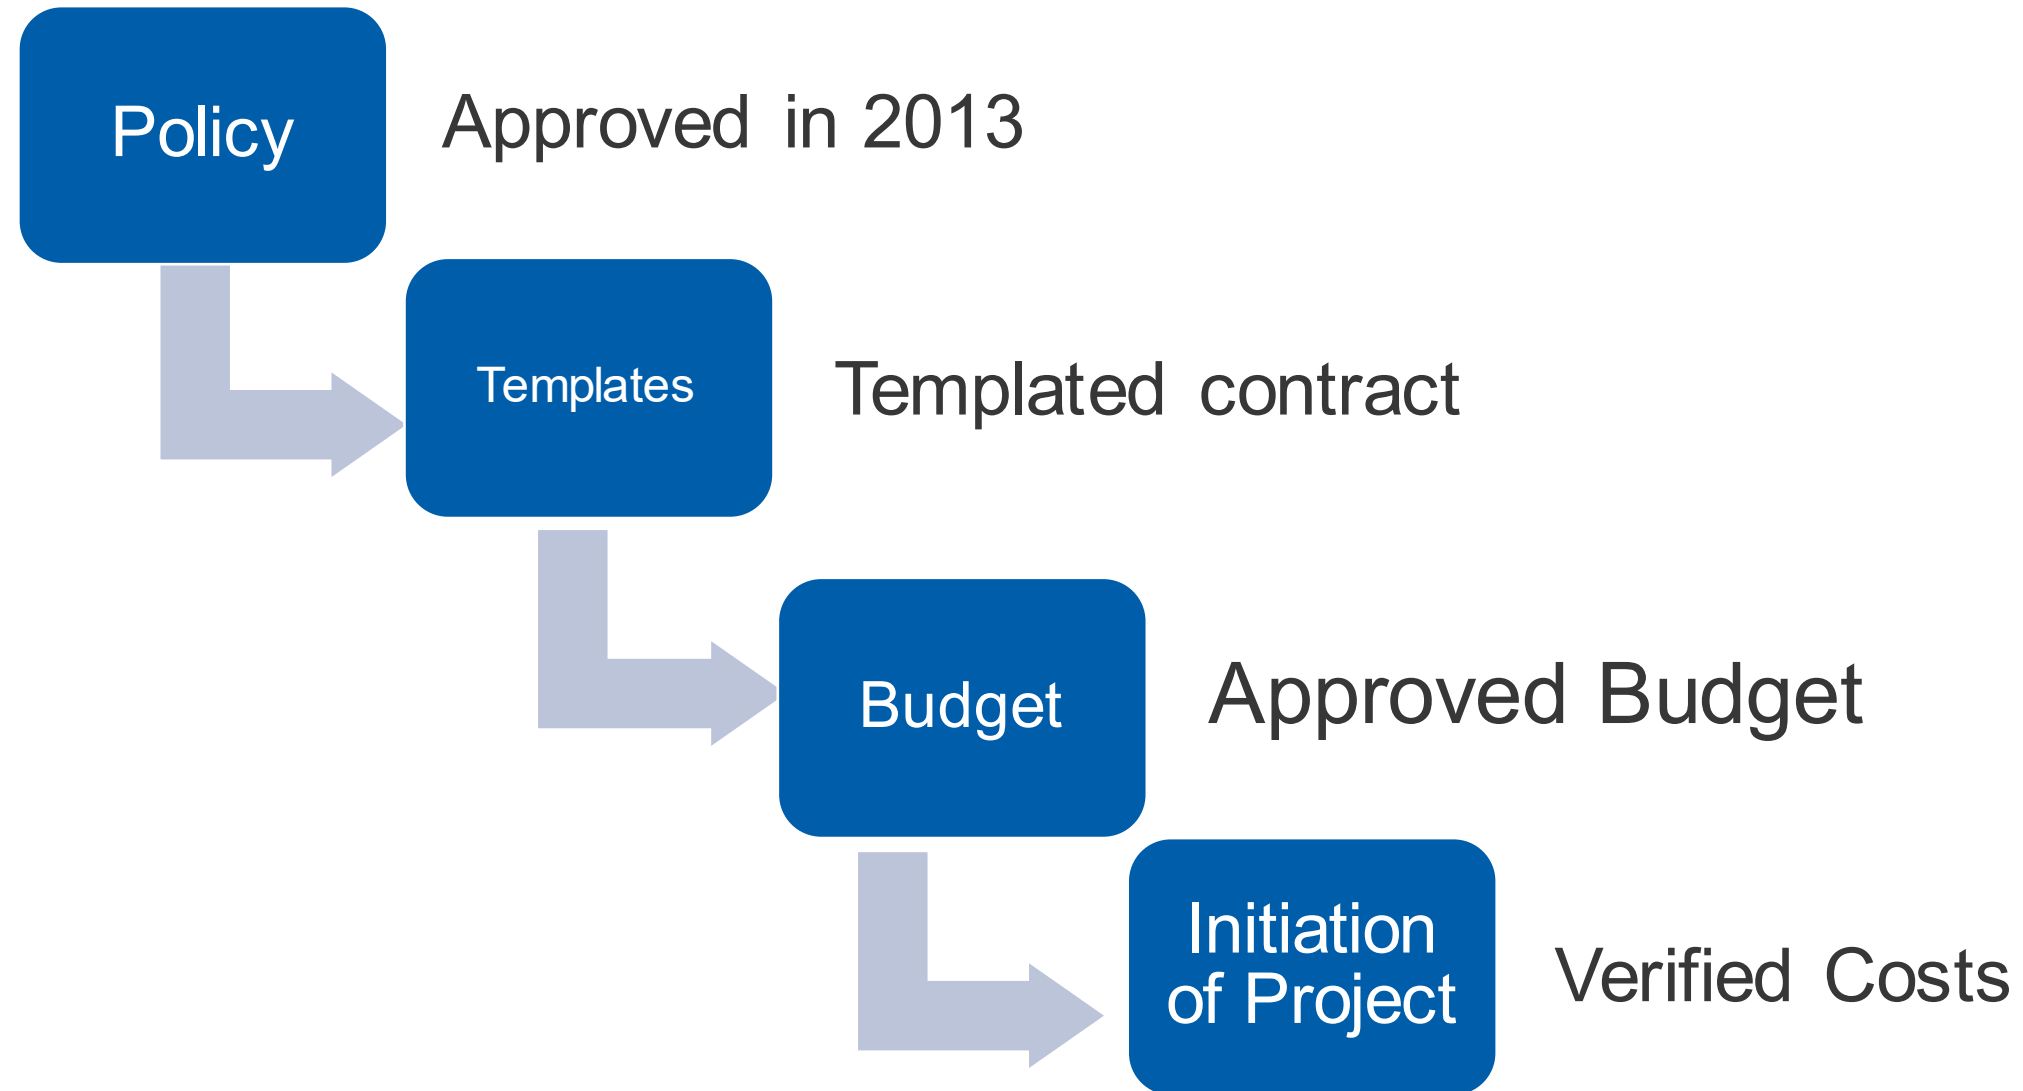 Policy
Approved in 2013
Templates
Templated contract
Budget
Approved Budget
Initiation
of Project
Verified Costs